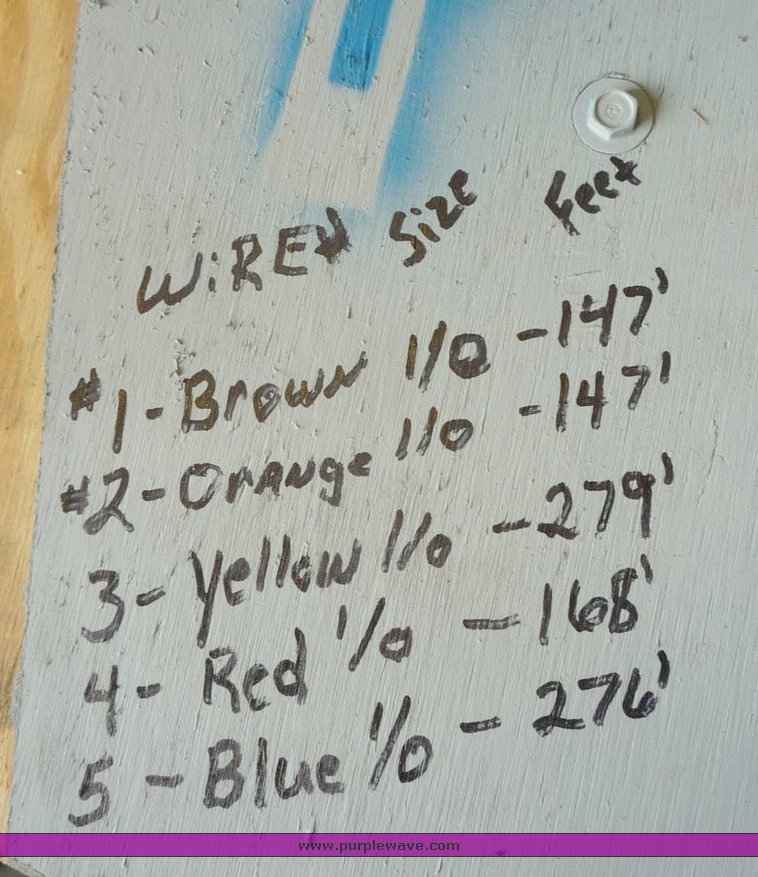 WiRE Size Feet
#1-Brown 1/0 -147'
#2-Orange 1/0 -147'
3- Yellow 1/0 -279'
4- Red 1/0 - 168'
5 - Blue 1/0 - 276'
www.purplewave.com